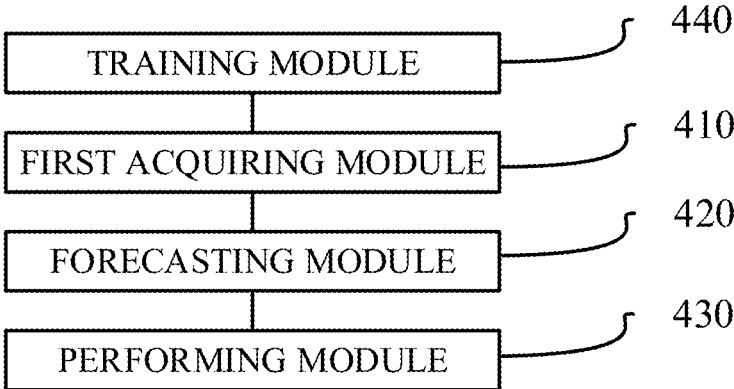 TRAINING MODULE 440
FIRST ACQUIRING MODULE 410
FORECASTING MODULE 420
PERFORMING MODULE 430